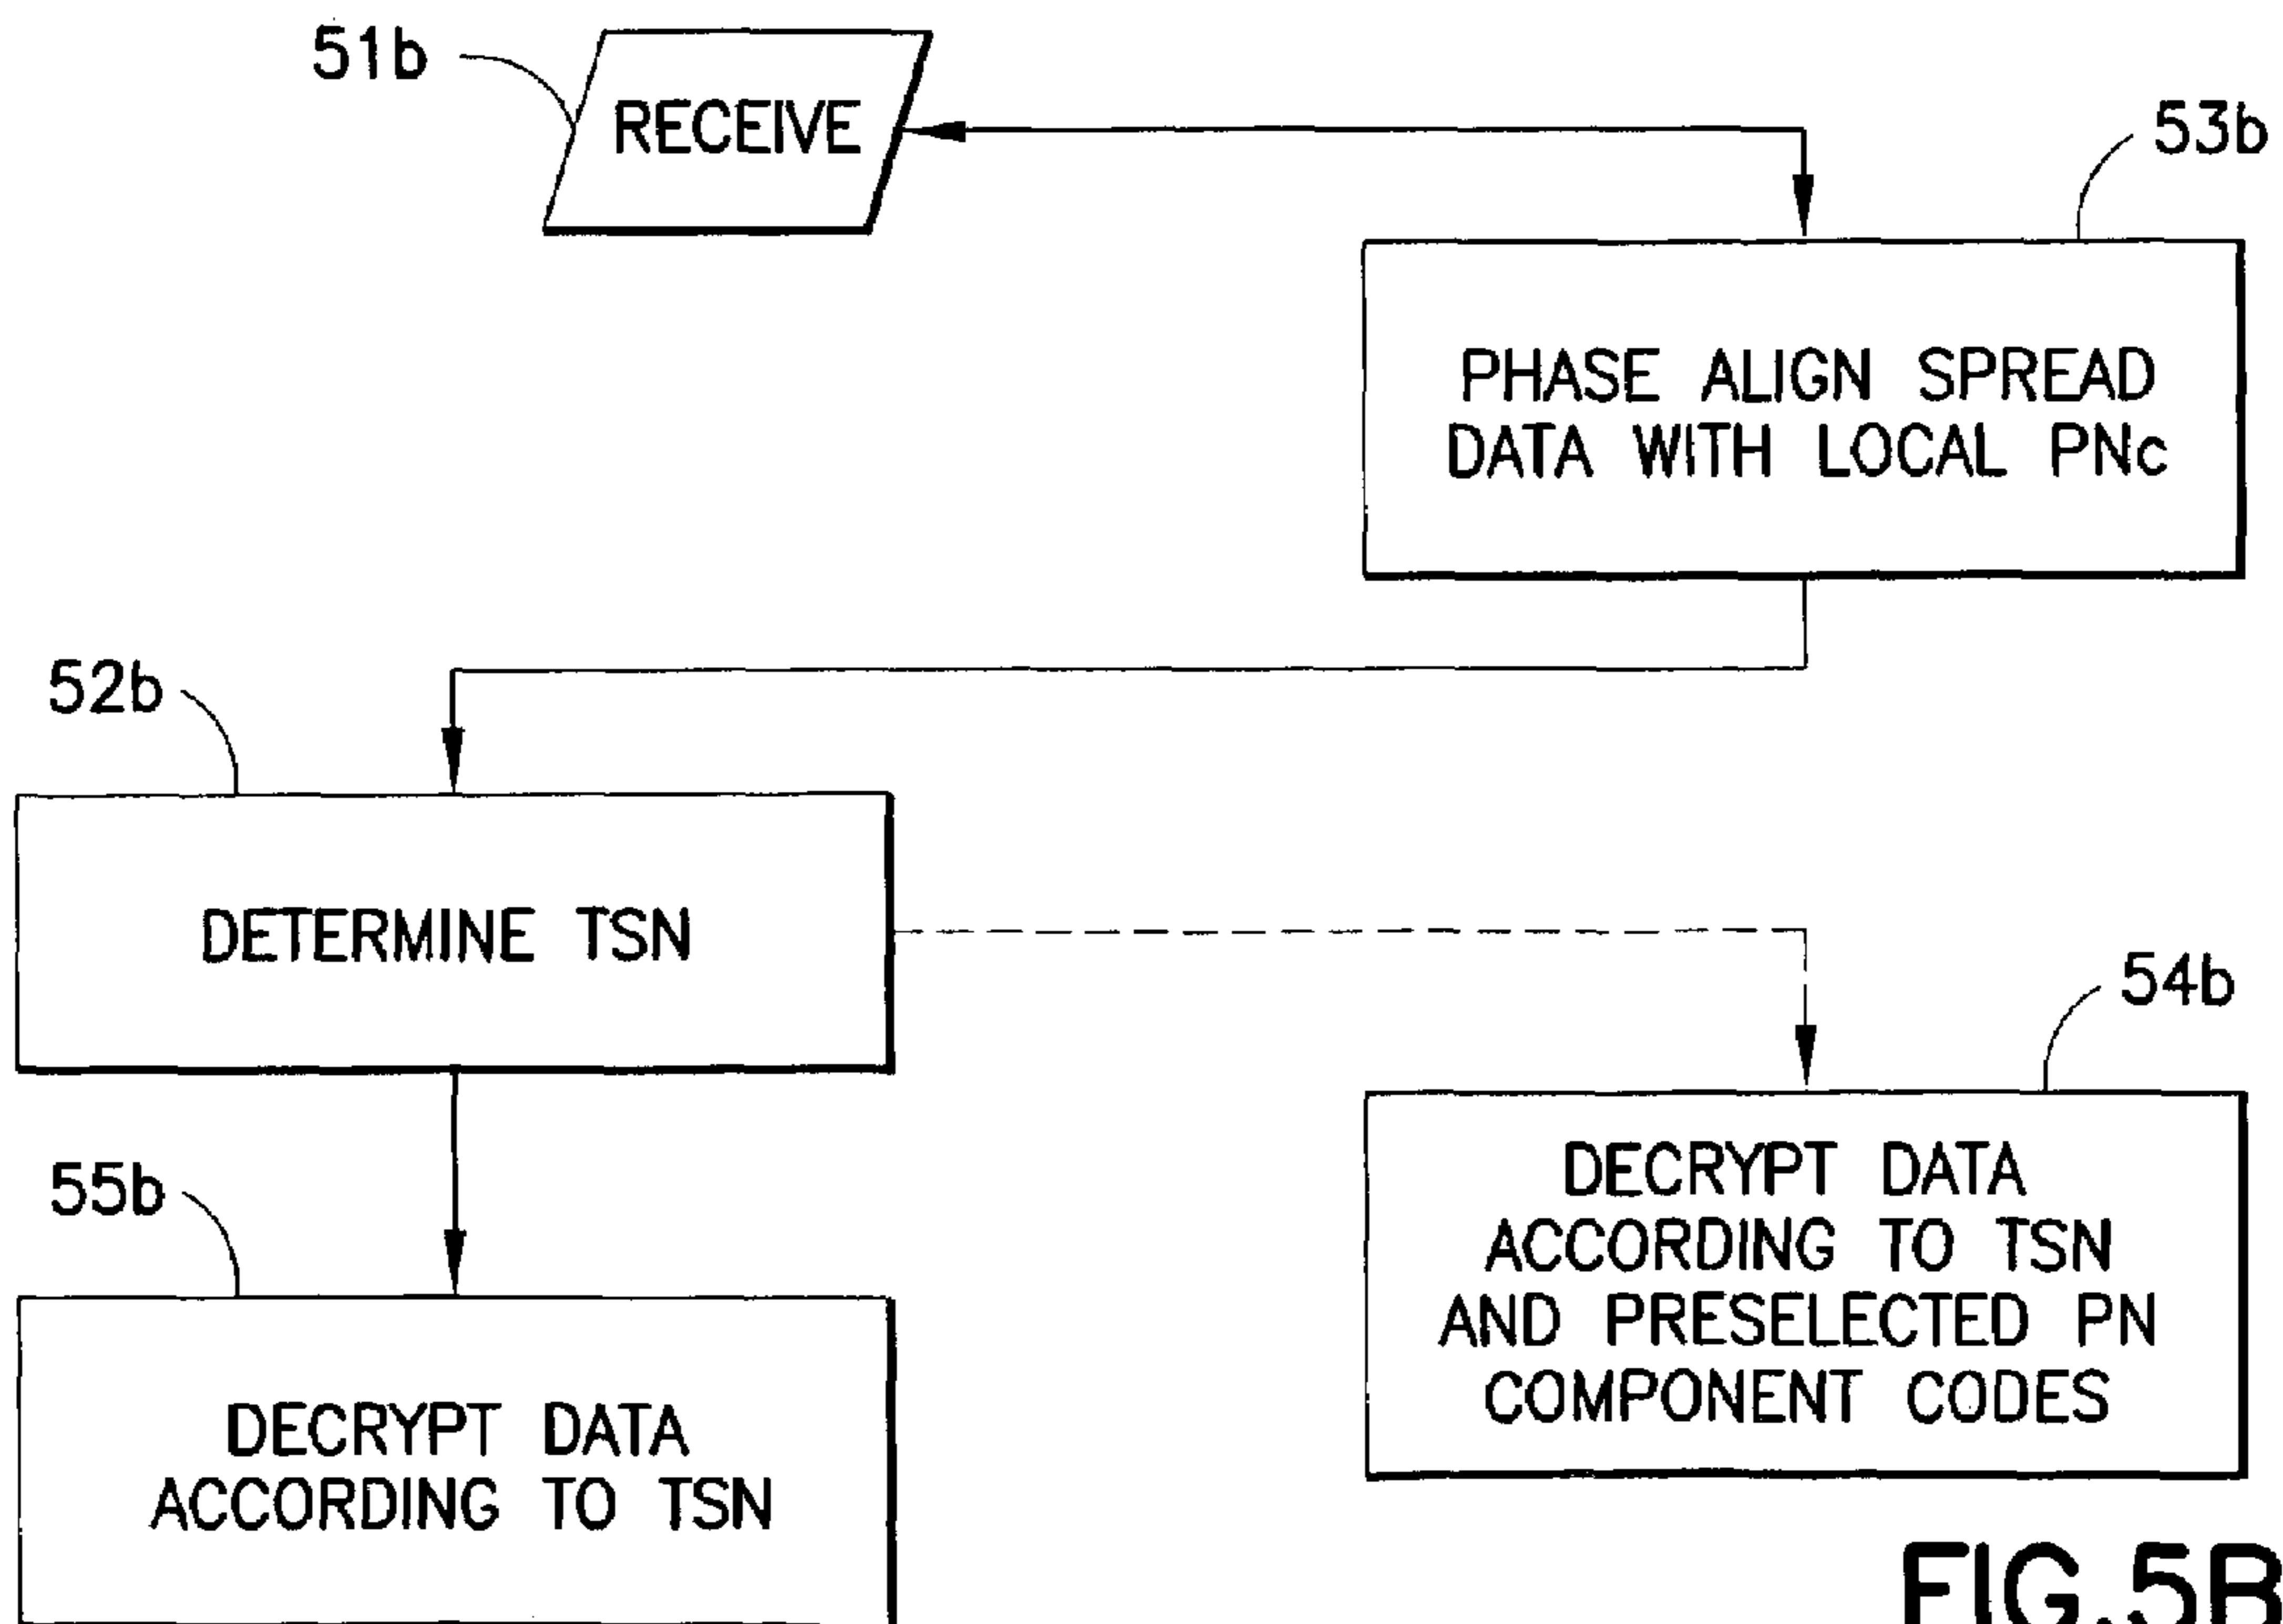 51b
RECEIVE
53b
PHASE ALIGN SPREAD
DATA WITH LOCAL PNc
52b
DETERMINE TSN
54b
DECRYPT DATA
ACCORDING TO TSN
AND PRESELECTED PN
COMPONENT CODES
55b
DECRYPT DATA
ACCORDING TO TSN
FIG.5B